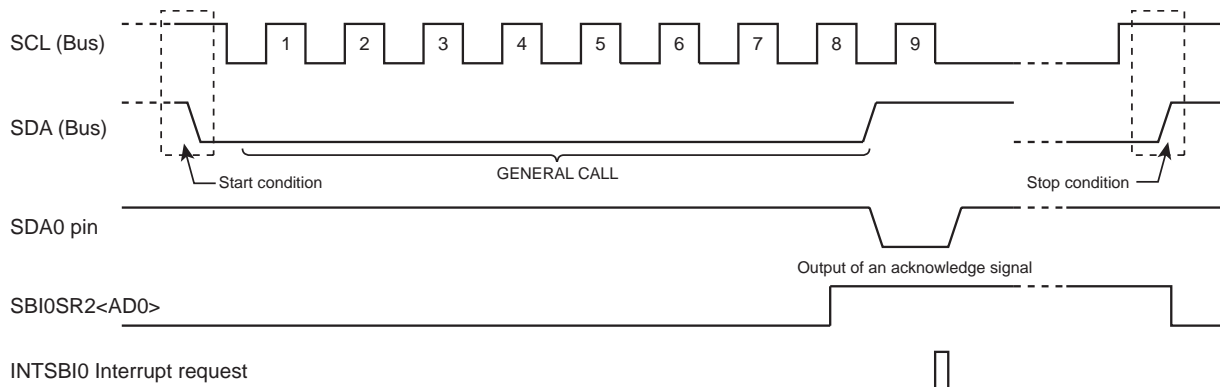 SCL (Bus)
1 2 3 4 5 6 7 8 9
SDA (Bus)
GENERAL CALL
Start condition
Stop condition
SDA0 pin
Output of an acknowledge signal
SBI0SR2<AD0>
INTSBI0 Interrupt request